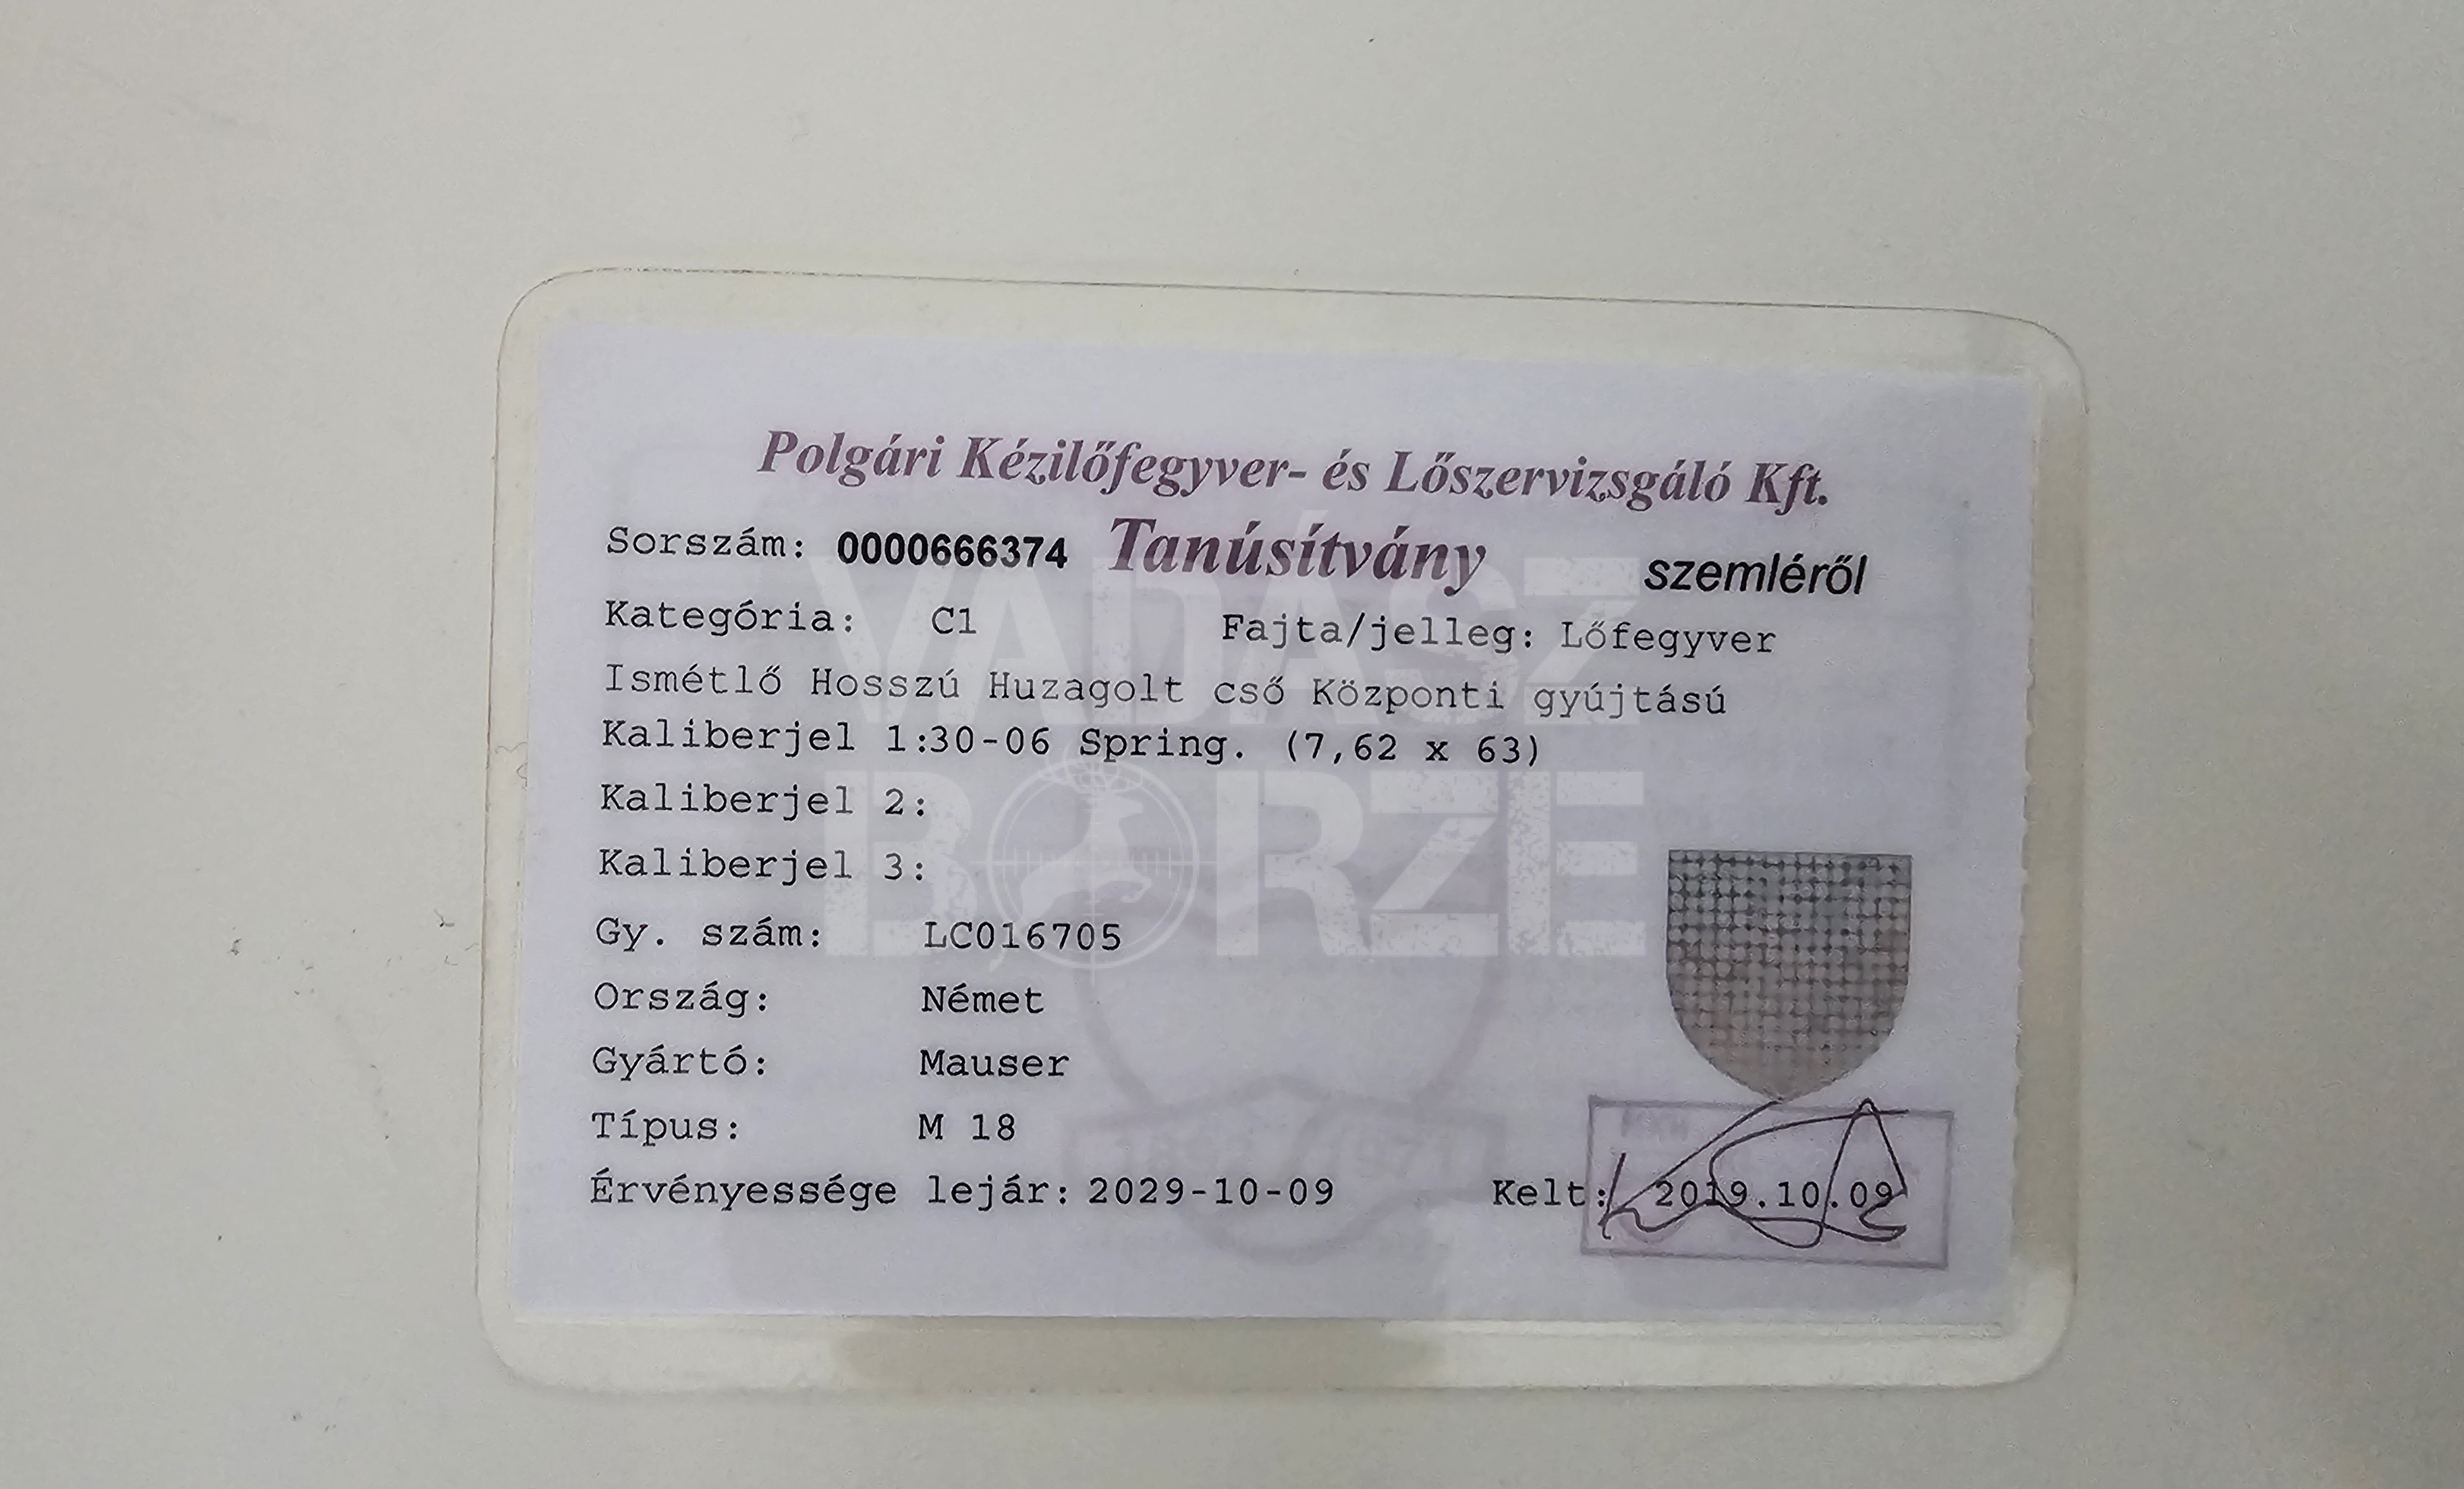 Polgári Kézilőfegyver- és Lőszervizsgáló Kft.
Sorszám: 0000666374 Tanúsítvány szemléről
Kategória: C1 Fajta/jelleg: Lőfegyver
Ismétlő Hosszú Huzagolt cső Központi gyújtású
Kaliberjel 1:30-06 Spring. (7,62 x 63)
Kaliberjel 2:
Kaliberjel 3:
Gy. szám: LC016705
Ország: Német
Gyártó: Mauser
Típus: M 18
Érvényessége lejár: 2029-10-09 Kelt: 2019.10.09
VADÁSZ
BÖRZE